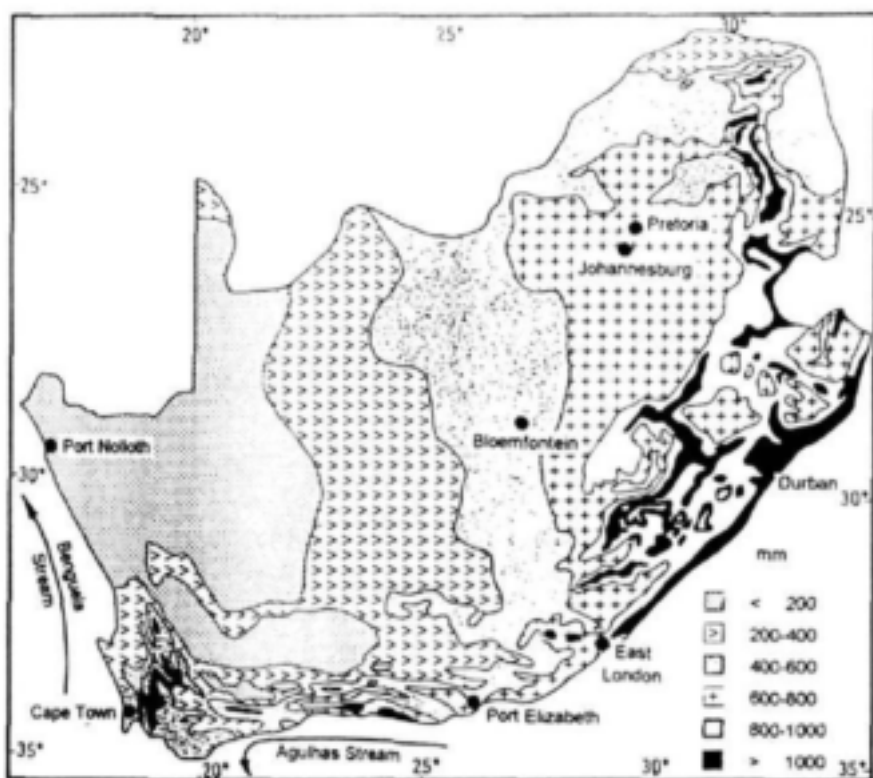 20°
25°
30°
25°
25°
Pretoria
Johannesburg
Bloemfontein
Port Nolloth
30°
Durban
30°
Banguela
Stream
mm
< 200
200-400
400-600
600-800
800-1000
> 1000
East
London
Cape Town
Port Elizabeth
Agulhas Stream
35°
20°
25°
30°
35°